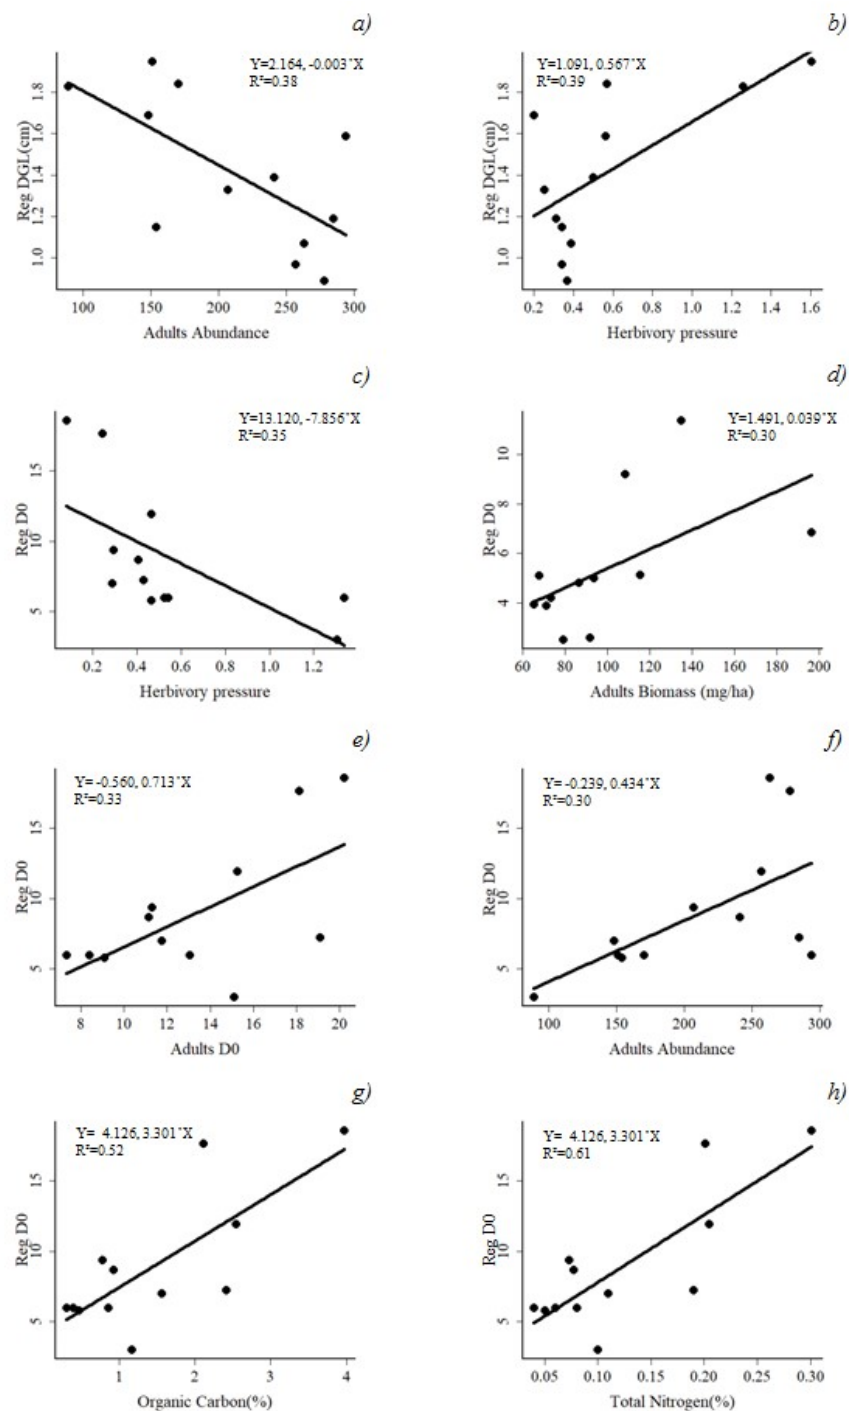 a)
Y=2.164, -0.003*X
R²=0.38
Reg DGL(cm)
1.0 1.2 1.4 1.6 1.8
100 150 200 250 300
Adults Abundance
b)
Y=1.091, 0.567*X
R²=0.39
Reg DGL(cm)
1.0 1.2 1.4 1.6 1.8
0.2 0.4 0.6 0.8 1.0 1.2 1.4 1.6
Herbivory pressure
c)
Y=13.120, -7.856*X
R²=0.35
Reg D0
5 10 15
0.2 0.4 0.6 0.8 1.0 1.2
Herbivory pressure
d)
Y=1.491, 0.039*X
R²=0.30
Reg D0
4 6 8 10
60 80 100 120 140 160 180 200
Adults Biomass (mg/ha)
e)
Y= -0.560, 0.713*X
R²=0.33
Reg D0
5 10 15
8 10 12 14 16 18 20
Adults D0
f)
Y= -0.239, 0.434*X
R²=0.30
Reg D0
5 10 15
100 150 200 250 300
Adults Abundance
g)
Y= 4.126, 3.301*X
R²=0.52
Reg D0
5 10 15
1 2 3 4
Organic Carbon(%)
h)
Y= 4.126, 3.301*X
R²=0.61
Reg D0
5 10 15
0.05 0.10 0.15 0.20 0.25 0.30
Total Nitrogen(%)